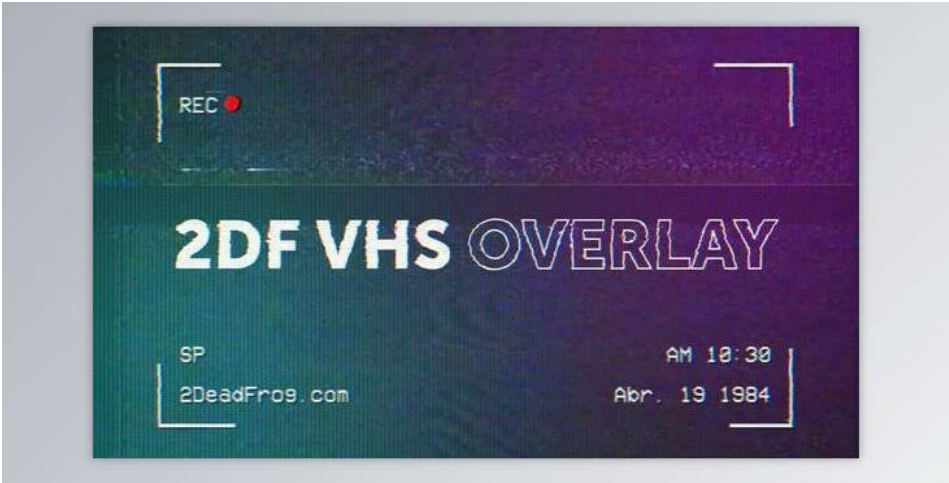 REC
2DF VHS OVERLAY
SP
AM 10:30
2DeadFrog.com
Abr. 19 1984